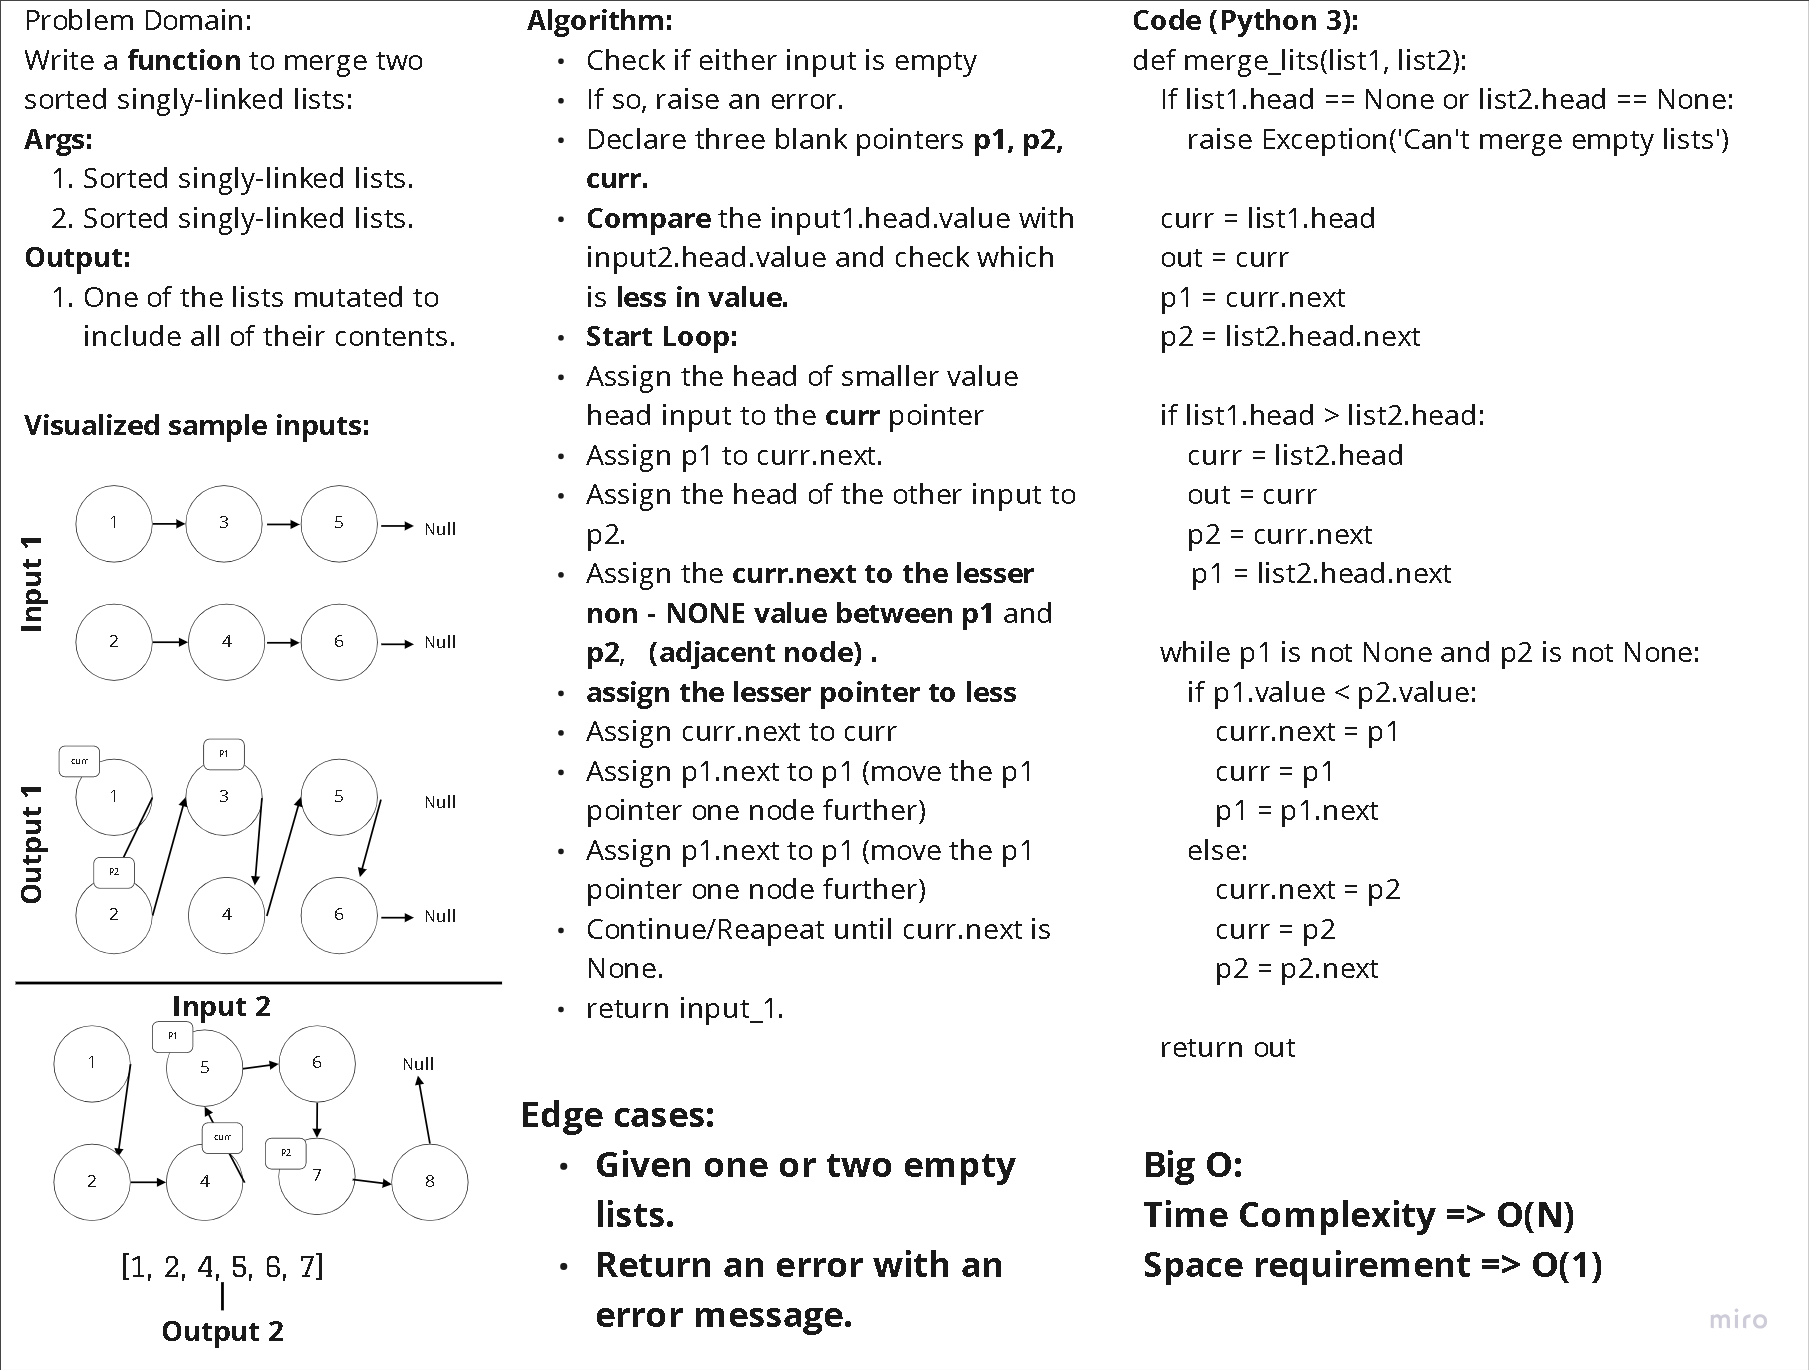 Problem Domain:
Write a function to merge two
sorted singly-linked lists:
Args:
1. Sorted singly-linked lists.
2. Sorted singly-linked lists.
Output:
1. One of the lists mutated to
include all of their contents.
Visualized sample inputs:
Input 1
1
3
5
Null
2
4
6
Null
Output 1
curr
P1
1
3
5
Null
P2
2
4
6
Null
Input 2
P1
1
5
6
Null
curr
P2
2
4
7
8
[1, 2, 4, 5, 6, 7]
Output 2
Algorithm:
• Check if either input is empty
• If so, raise an error.
• Declare three blank pointers p1, p2,
curr.
• Compare the input1.head.value with
input2.head.value and check which
is less in value.
• Start Loop:
• Assign the head of smaller value
head input to the curr pointer
• Assign p1 to curr.next.
• Assign the head of the other input to
p2.
• Assign the curr.next to the lesser
non - NONE value between p1 and
p2, (adjacent node) .
• assign the lesser pointer to less
• Assign curr.next to curr
• Assign p1.next to p1 (move the p1
pointer one node further)
• Assign p1.next to p1 (move the p1
pointer one node further)
• Continue/Reapeat until curr.next is
None.
• return input_1.
Edge cases:
• Given one or two empty
lists.
• Return an error with an
error message.
Code (Python 3):
def merge_lits(list1, list2):
If list1.head == None or list2.head == None:
raise Exception('Can't merge empty lists')
curr = list1.head
out = curr
p1 = curr.next
p2 = list2.head.next
if list1.head > list2.head:
curr = list2.head
out = curr
p2 = curr.next
p1 = list2.head.next
while p1 is not None and p2 is not None:
if p1.value < p2.value:
curr.next = p1
curr = p1
p1 = p1.next
else:
curr.next = p2
curr = p2
p2 = p2.next
return out
Big O:
Time Complexity => O(N)
Space requirement => O(1)
miro